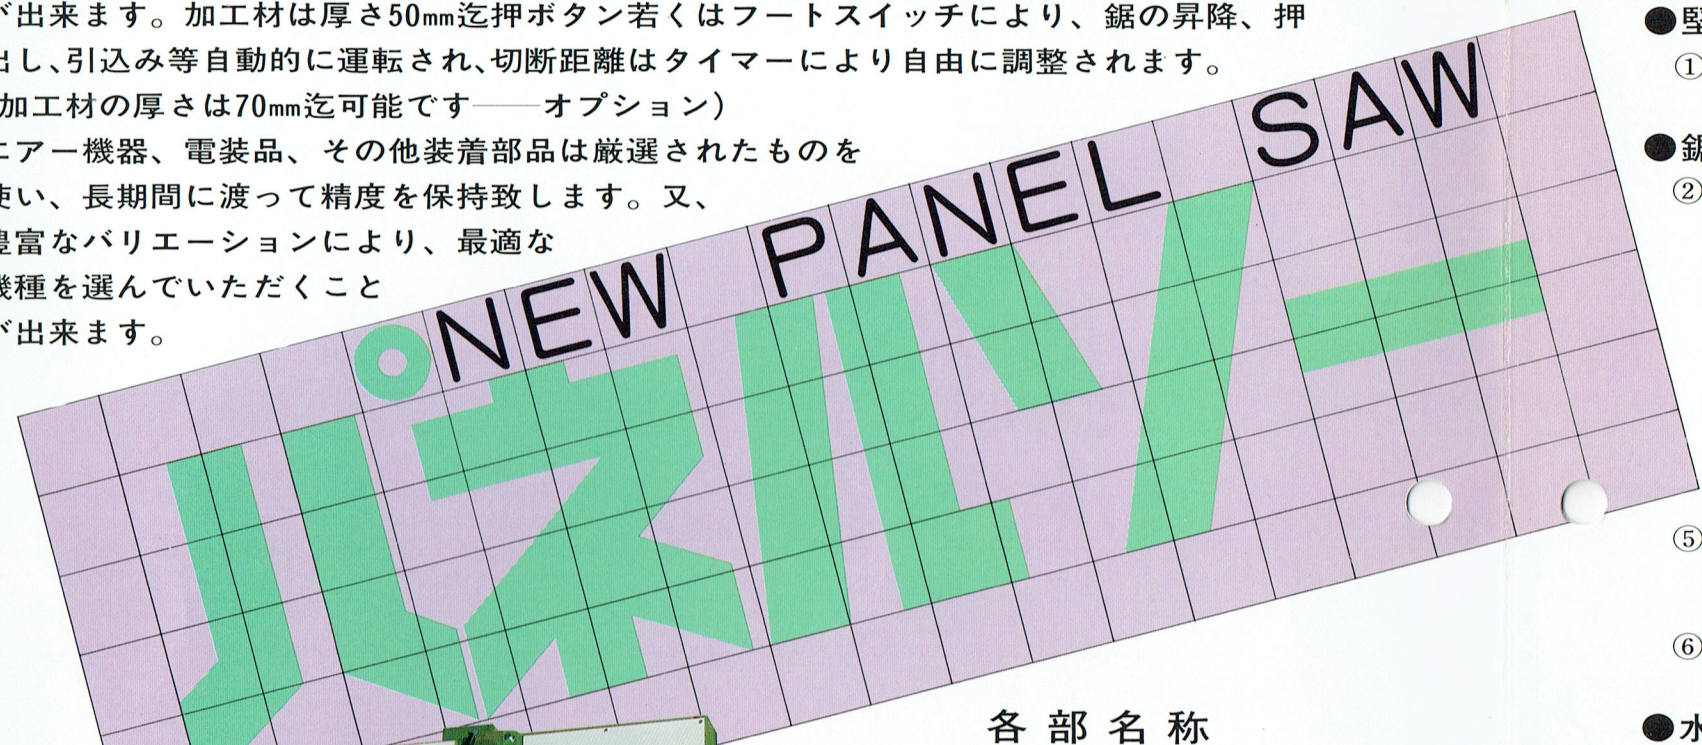 が出来ます。加工材は厚さ50mm迄押ボタン若くはフートスイッチにより、鋸の昇降、押
出し、引込み等自動的に運転され、切断距離はタイマーにより自由に調整されます。
加工材の厚さは70mm迄可能です──オプション)
エアー機器、電装品、その他装着部品は厳選されたものを
使い、長期間に渡って精度を保持致します。又、
豊富なバリエーションにより、最適な
機種を選んでいただくこと
が出来ます。
NEW PANEL SAW
パネルソー
各部名称
●竪
①
●鋸
②
⑤
⑥
●水